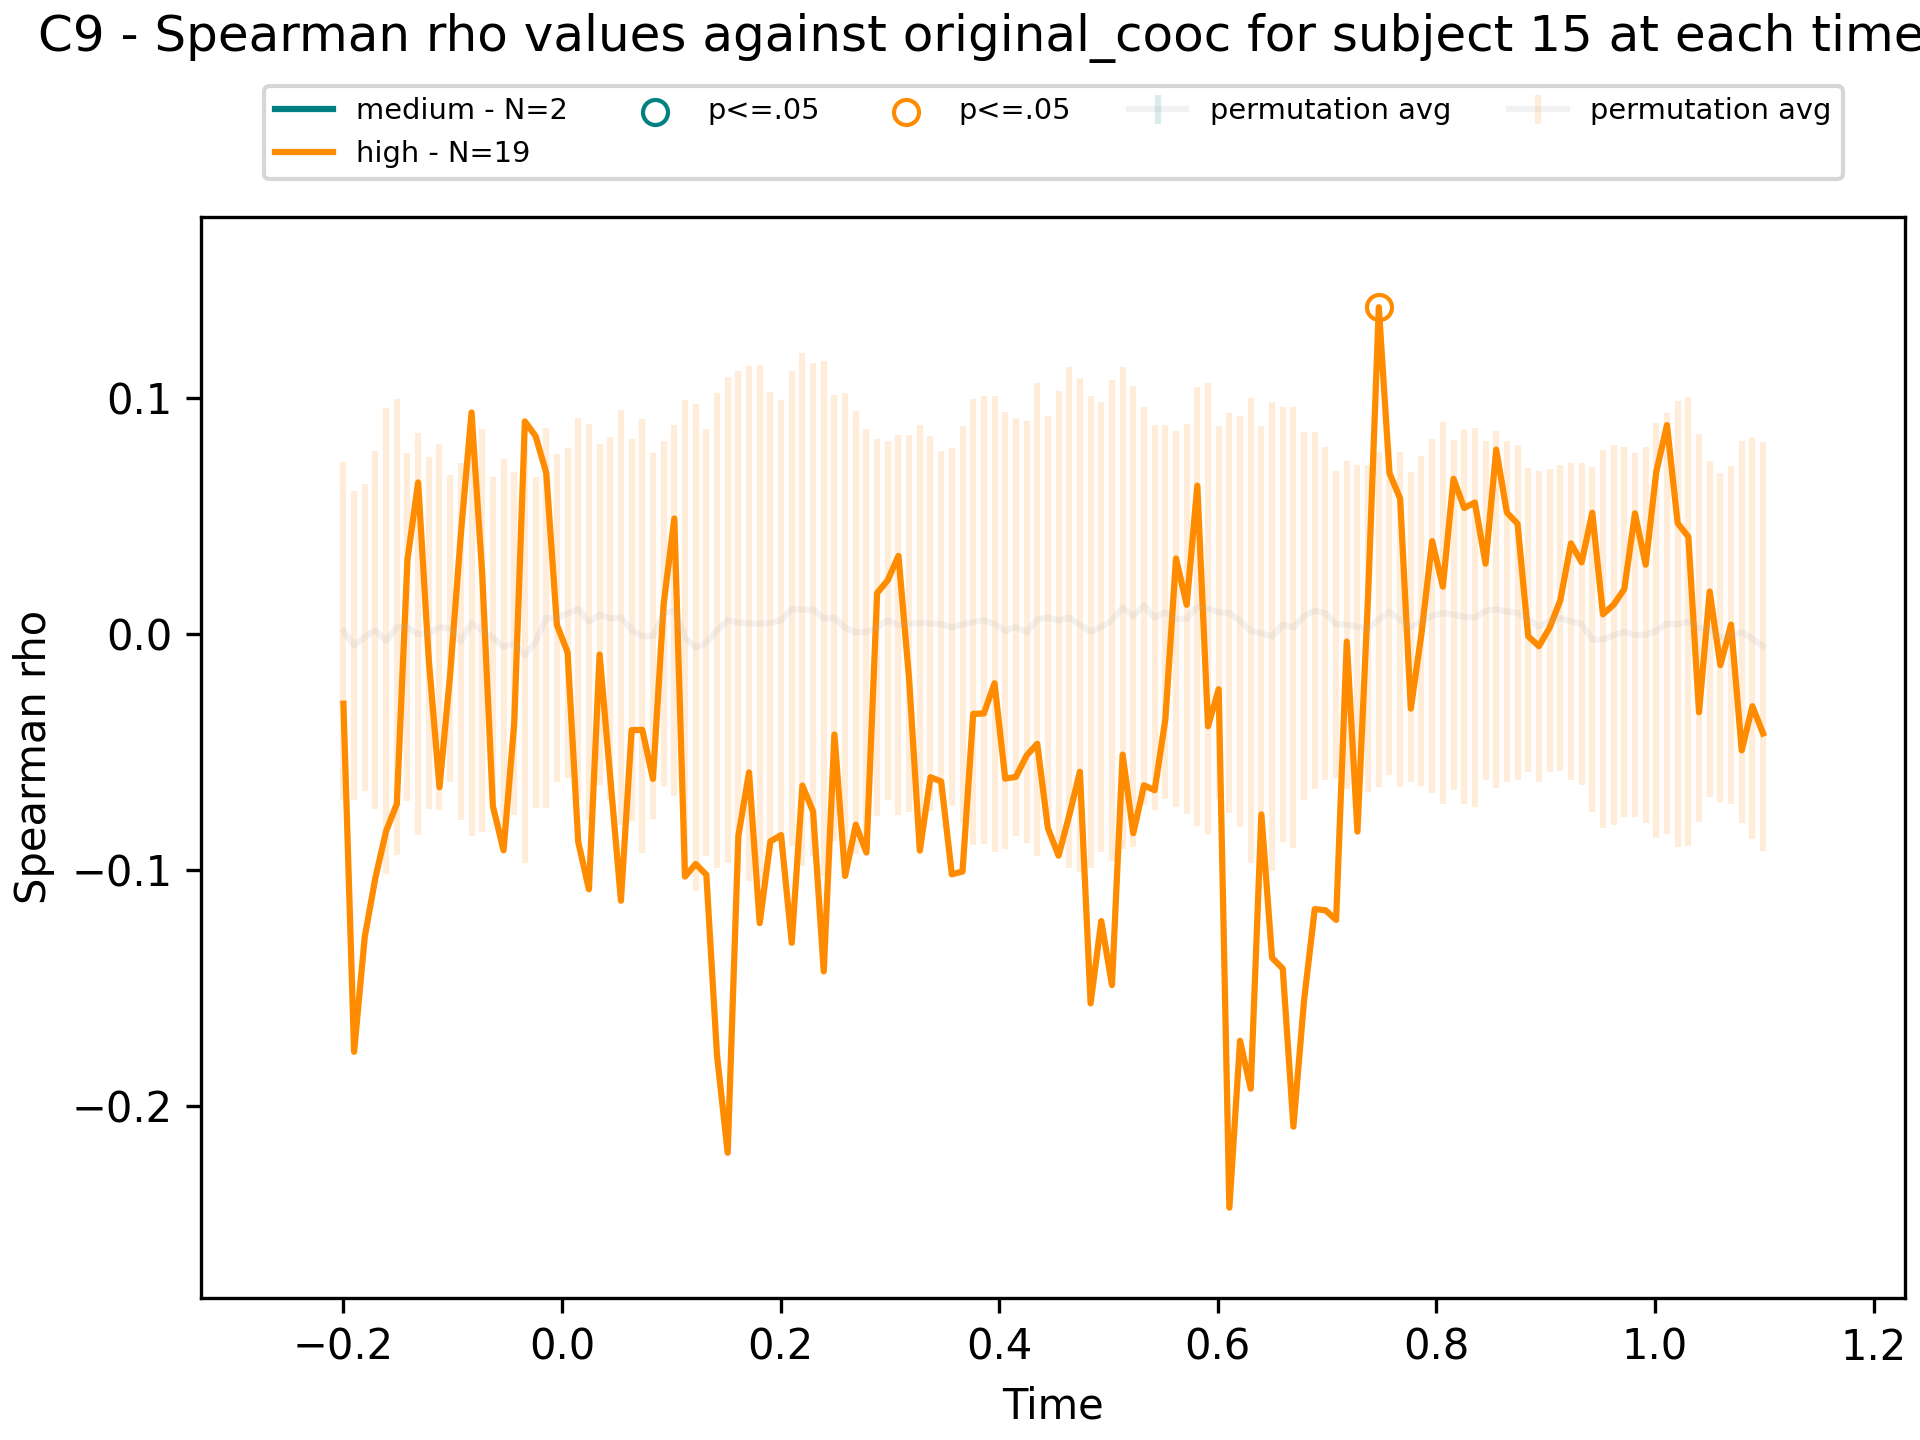 C9 - Spearman rho values against original_cooc for subject 15 at each time
medium - N=2
high - N=19
p<=.05
p<=.05
permutation avg
permutation avg
Spearman rho
0.1
0.0
−0.1
−0.2
−0.2 0.0 0.2 0.4 0.6 0.8 1.0 1.2
Time